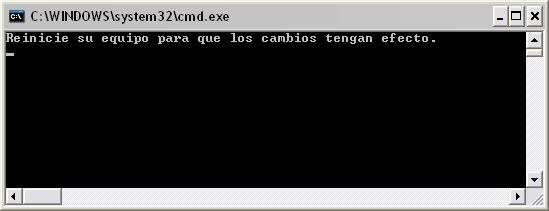 C:\WINDOWS\system32\cmd.exe
Reinicie su equipo para que los cambios tengan efecto.